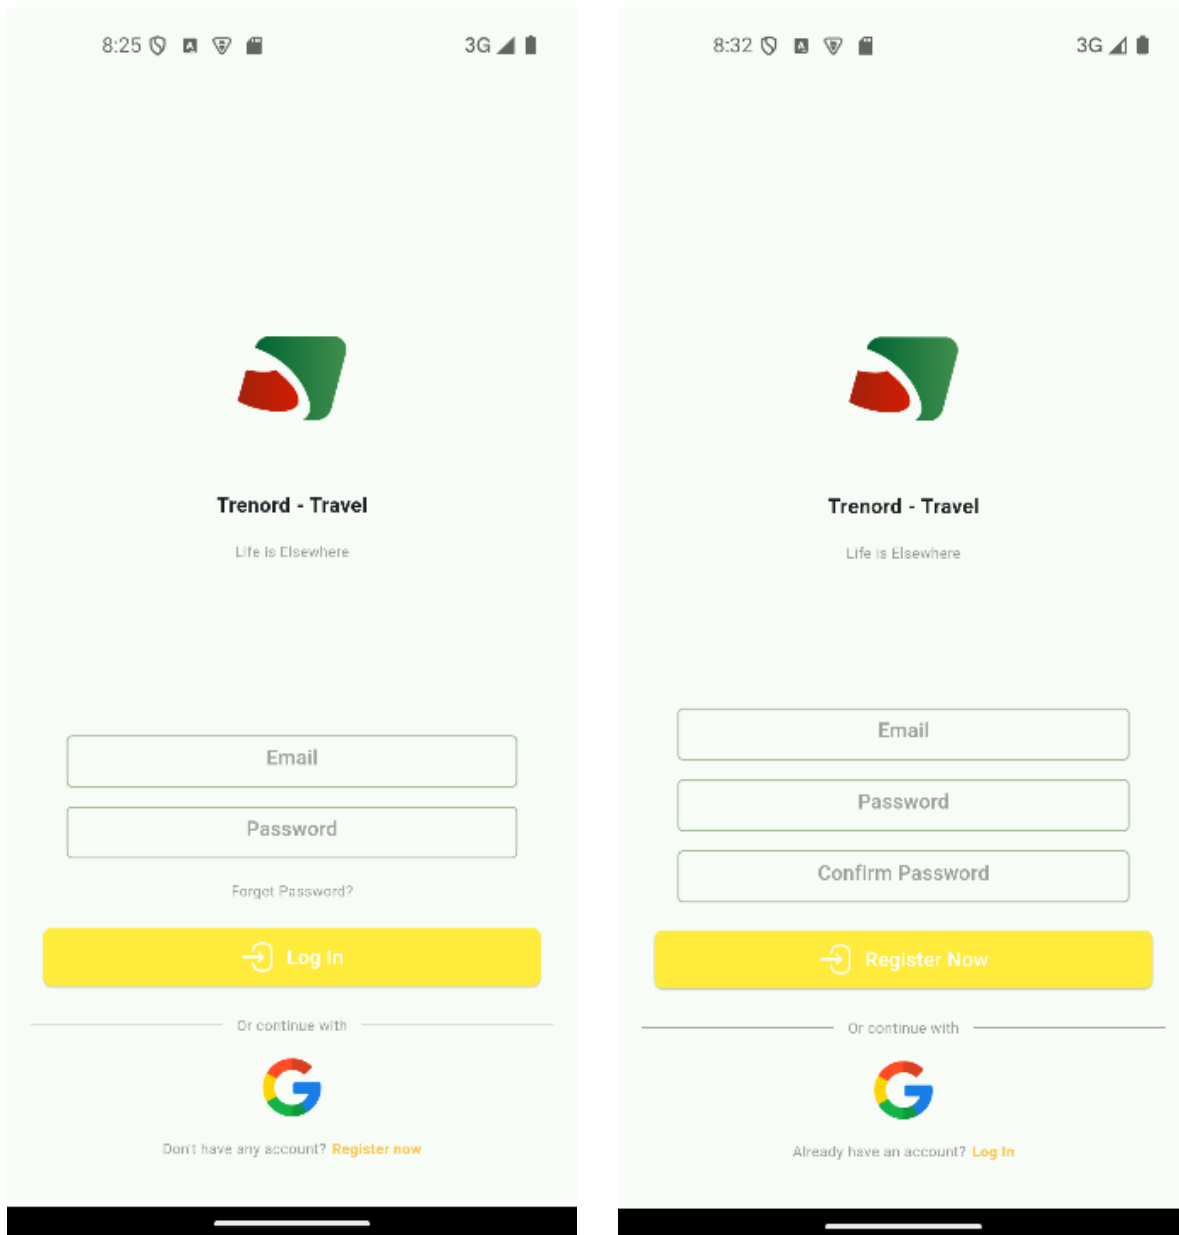 8:25
3G
Trenord - Travel
Life is Elsewhere
Email
Password
Forgot Password?
Log In
Or continue with
Don't have any account? Register now
8:32
3G
Trenord - Travel
Life is Elsewhere
Email
Password
Confirm Password
Register Now
Or continue with
Already have an account? Log In